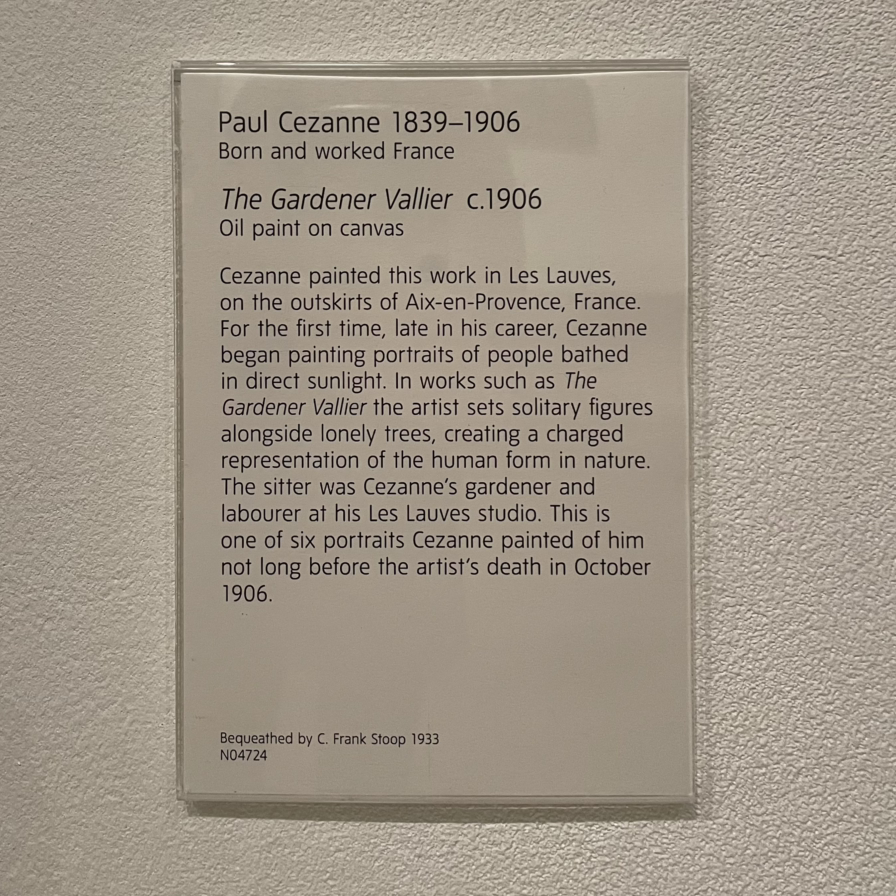 Paul Cezanne 1839–1906
Born and worked France
The Gardener Vallier c.1906
Oil paint on canvas
Cezanne painted this work in Les Lauves,
on the outskirts of Aix-en-Provence, France.
For the first time, late in his career, Cezanne
began painting portraits of people bathed
in direct sunlight. In works such as The
Gardener Vallier the artist sets solitary figures
alongside lonely trees, creating a charged
representation of the human form in nature.
The sitter was Cezanne’s gardener and
labourer at his Les Lauves studio. This is
one of six portraits Cezanne painted of him
not long before the artist’s death in October
1906.
Bequeathed by C. Frank Stoop 1933
N04724